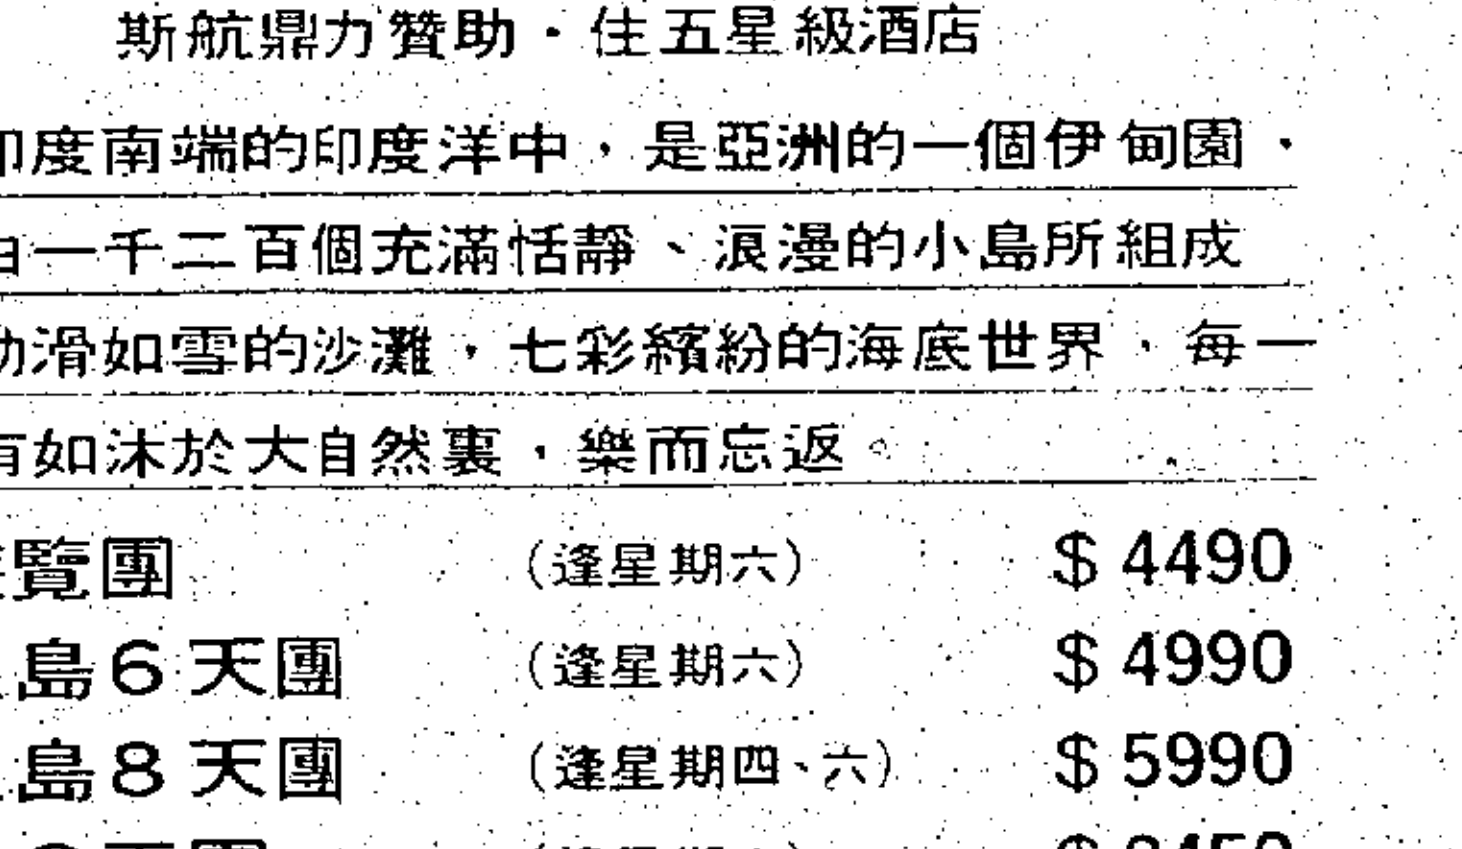 斯航鼎力贊助・住五星級酒店
印度南端的印度洋中，是亞洲的一個伊甸園，
由一千二百個充滿恬靜、浪漫的小島所組成
滑如雪的沙灘，七彩繽紛的海底世界，每一
有如沐於大自然裏，樂而忘返。
覽團 (逢星期六) $4490
島6天團 (逢星期六) $4990
島8天團 (逢星期四、六) $5990